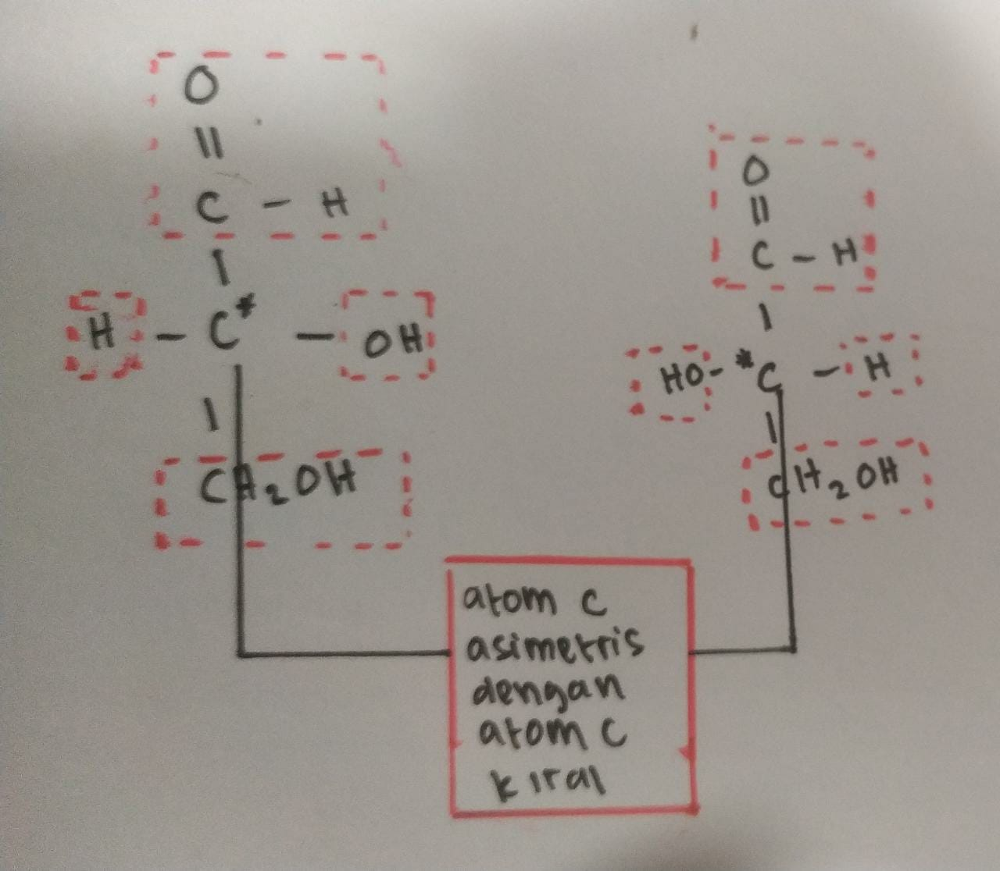 O
||
C - H
|
H - C* - OH
|
CH₂OH
O
||
C - H
|
HO - *C - H
|
CH₂OH
atom C
asimetris
dengan
atom C
kiral